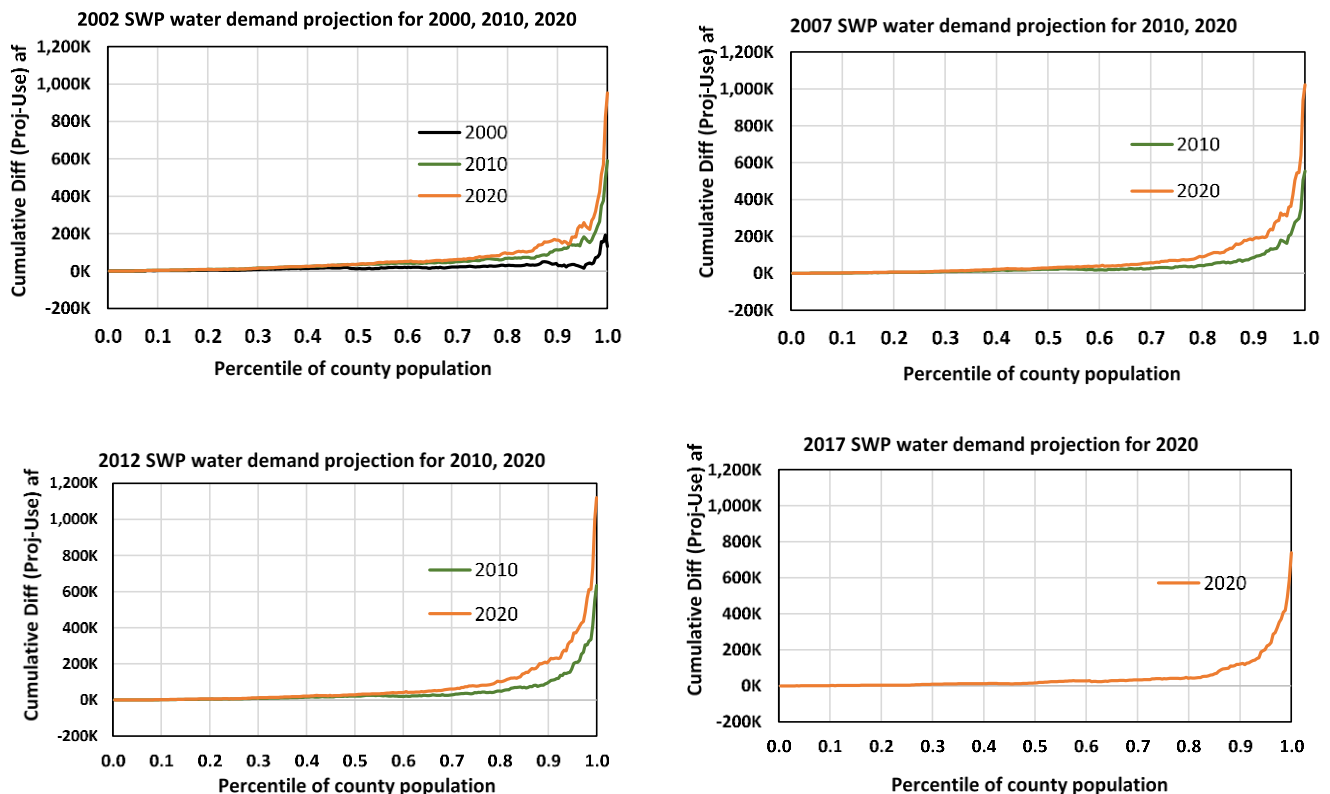 2002 SWP water demand projection for 2000, 2010, 2020
Cumulative Diff (Proj-Use) af
1,200K
1,000K
800K
600K
400K
200K
0K
-200K
2000
2010
2020
0.0 0.1 0.2 0.3 0.4 0.5 0.6 0.7 0.8 0.9 1.0
Percentile of county population
2007 SWP water demand projection for 2010, 2020
Cumulative Diff (Proj-Use) af
1,200K
1,000K
800K
600K
400K
200K
0K
-200K
2010
2020
0.0 0.1 0.2 0.3 0.4 0.5 0.6 0.7 0.8 0.9 1.0
Percentile of county population
2012 SWP water demand projection for 2010, 2020
Cumulative Diff (Proj-Use) af
1,200K
1,000K
800K
600K
400K
200K
0K
-200K
2010
2020
0.0 0.1 0.2 0.3 0.4 0.5 0.6 0.7 0.8 0.9 1.0
Percentile of county population
2017 SWP water demand projection for 2020
Cumulative Diff (Proj-Use) af
1,200K
1,000K
800K
600K
400K
200K
0K
-200K
2020
0.0 0.1 0.2 0.3 0.4 0.5 0.6 0.7 0.8 0.9 1.0
Percentile of county population